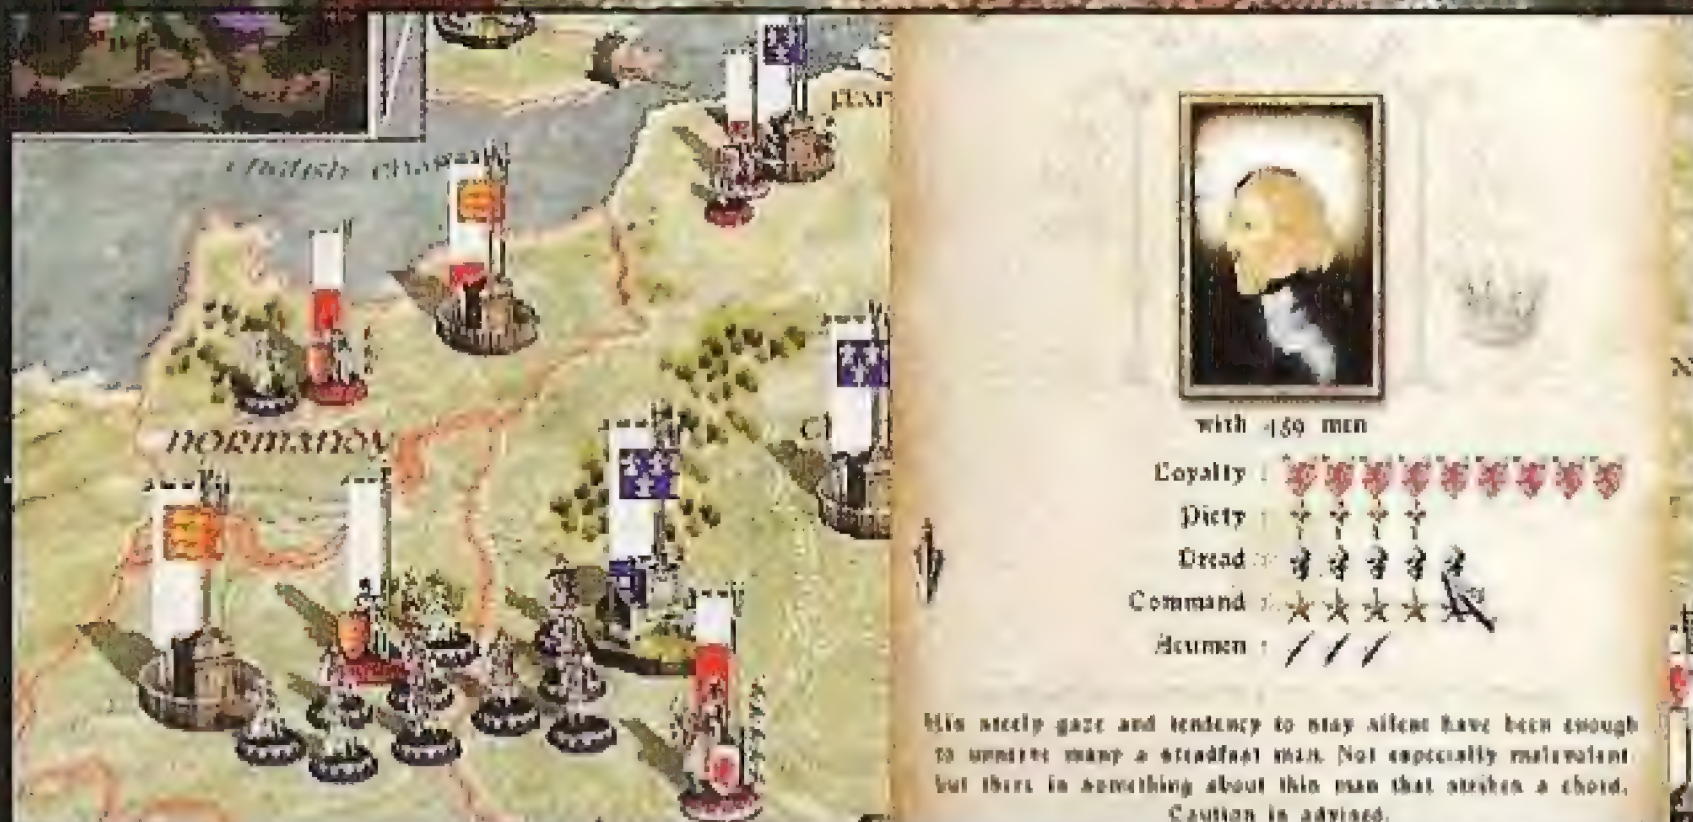 English
NORMANDY
with 459 men
Loyalty :
Piety :
Dread :
Command :
Acumen :
His steely gaze and tendency to stay silent have been enough
to unnerve many a steadfast man. Not especially malevolent
but there is something about this man that strikes a chord.
Caution is advised.